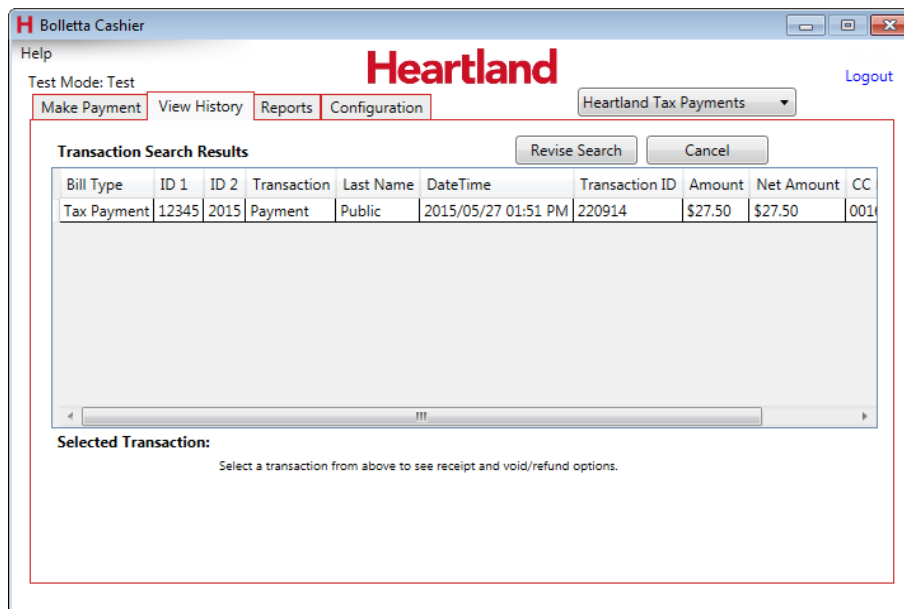 H Bolletta Cashier
Help
Heartland
Test Mode: Test
Logout
Make Payment View History Reports Configuration
Heartland Tax Payments
Transaction Search Results
Revise Search Cancel
Bill Type ID 1 ID 2 Transaction Last Name DateTime Transaction ID Amount Net Amount CC
Tax Payment 12345 2015 Payment Public 2015/05/27 01:51 PM 220914 $27.50 $27.50
Selected Transaction:
Select a transaction from above to see receipt and void/refund options.